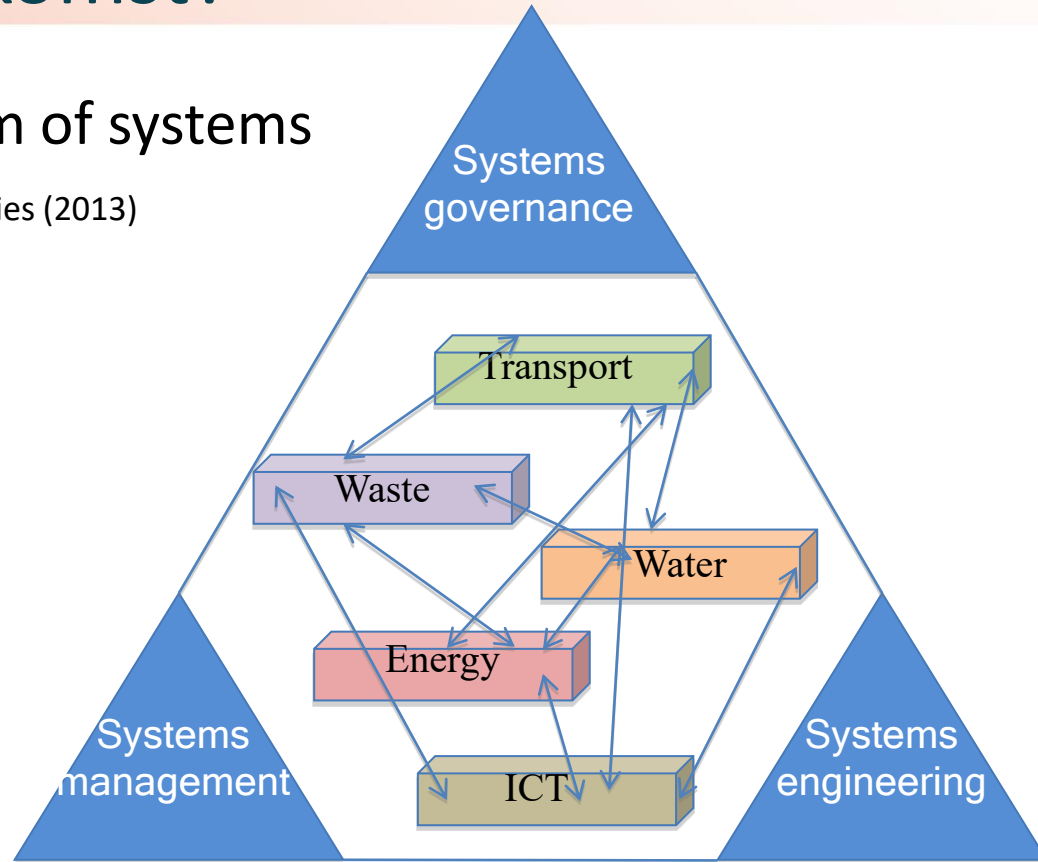 m of systems
ies (2013)
Systems
governance
Transport
Waste
Water
Energy
Systems
management
ICT
Systems
engineering